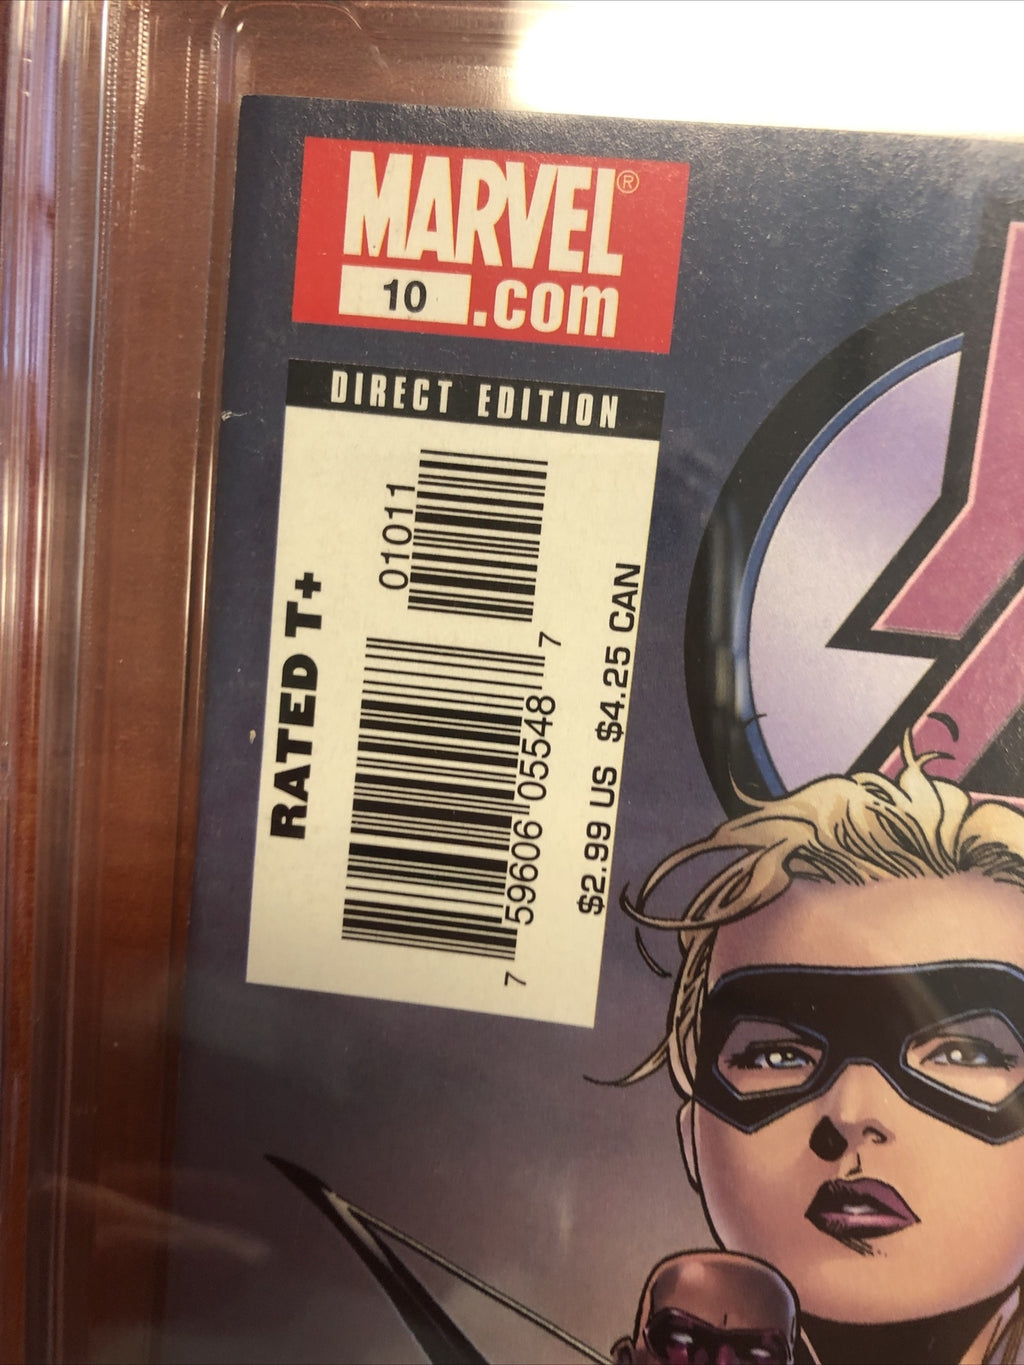 MARVEL®
10 .com
DIRECT EDITION
RATED T+
01011
7 59606 05548 7
$2.99 US $4.25 CAN